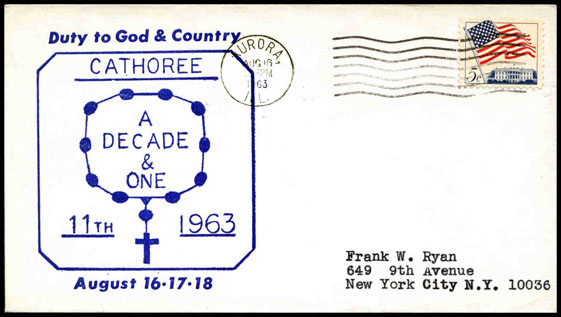 Duty to God & Country
CATHOREE
A
DECADE
&
ONE
11TH 1963
August 16·17·18
AURORA,
AUG 16
PM
1963
ILL.
5c
Frank W. Ryan
649 9th Avenue
New York City N.Y. 10036